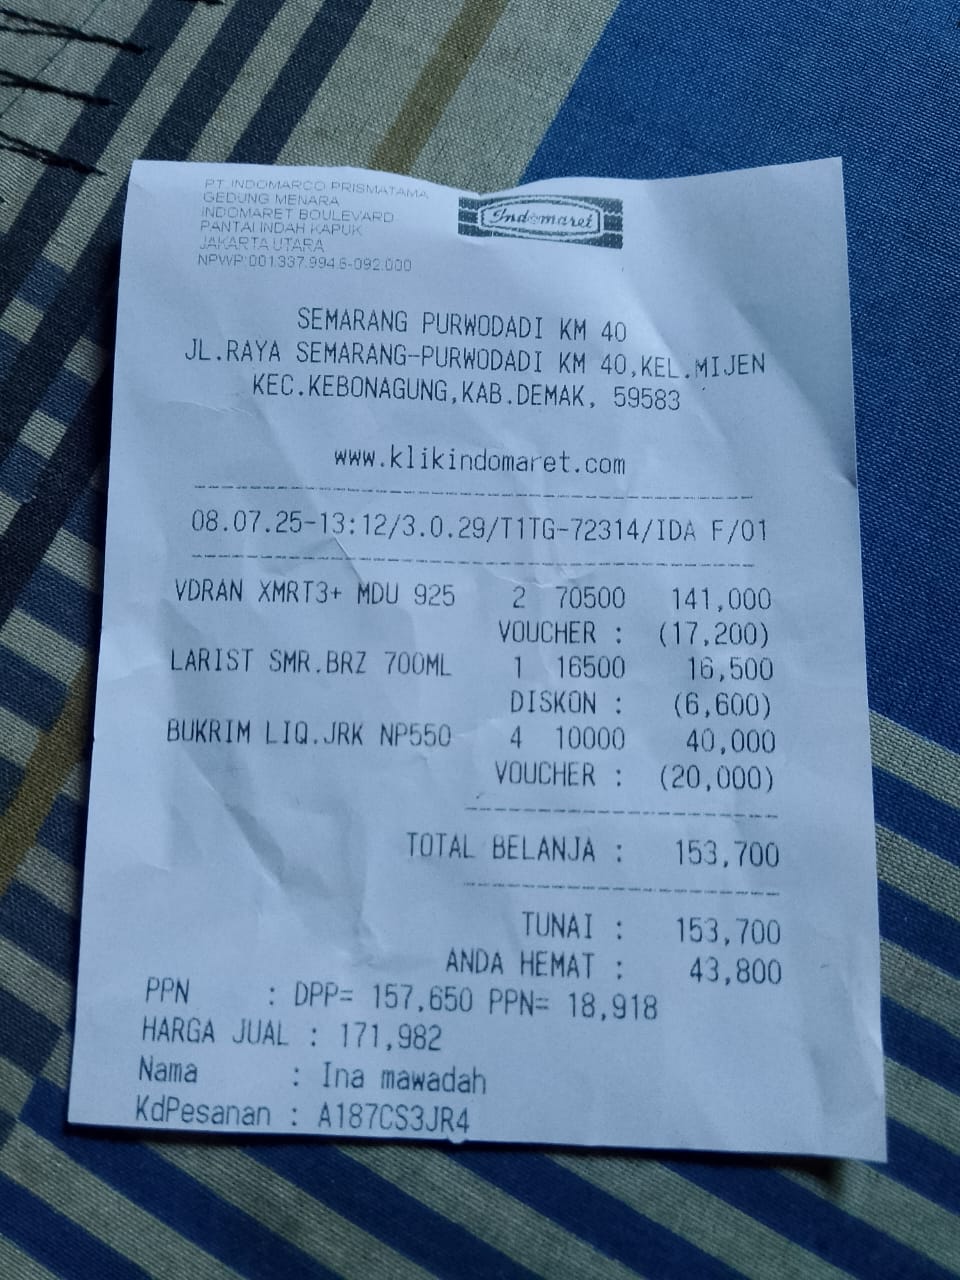 PT INDOMARCO PRISMATAMA
GEDUNG MENARA
INDOMARET BOULEVARD
PANTAI INDAH KAPUK
JAKARTA UTARA
NPWP:001.337.994.6-092.000
Indomaret
SEMARANG PURWODADI KM 40
JL.RAYA SEMARANG-PURWODADI KM 40,KEL.MIJEN
KEC.KEBONAGUNG,KAB.DEMAK, 59583
www.klikindomaret.com
08.07.25-13:12/3.0.29/T1TG-72314/IDA F/01
VDRAN XMRT3+ MDU 925 2 70500 141,000
VOUCHER : (17,200)
LARIST SMR.BRZ 700ML 1 16500 16,500
DISKON : (6,600)
BUKRIM LIQ.JRK NP550 4 10000 40,000
VOUCHER : (20,000)
TOTAL BELANJA : 153,700
TUNAI : 153,700
ANDA HEMAT : 43,800
PPN : DPP= 157,650 PPN= 18,918
HARGA JUAL : 171,982
Nama : Ina mawadah
KdPesanan : A187CS3JR4